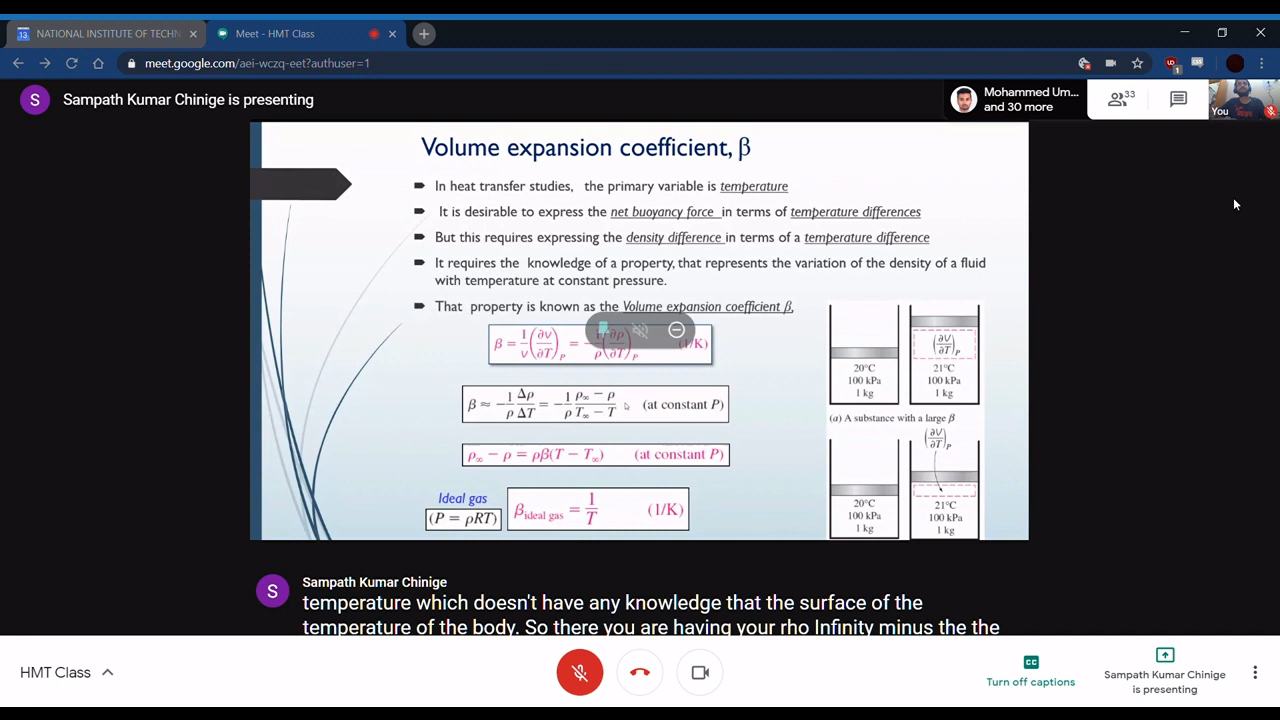 NATIONAL INSTITUTE OF TECHN
Meet - HMT Class
meet.google.com/aei-wczq-eet?authuser=1
S
Sampath Kumar Chinige is presenting
Mohammed Um...
and 30 more
33
You
Volume expansion coefficient, β
In heat transfer studies, the primary variable is temperature
It is desirable to express the net buoyancy force in terms of temperature differences
But this requires expressing the density difference in terms of a temperature difference
It requires the knowledge of a property, that represents the variation of the density of a fluid
with temperature at constant pressure.
That property is known as the Volume expansion coefficient β,
β = 1/ν (∂ν/∂T)P = (∂ρ/∂T)P (1/K)
β ≈ -1/ρ Δρ/ΔT = -1/ρ ρ∞ - ρ/T∞ - T (at constant P)
ρ∞ - ρ = ρβ(T - T∞) (at constant P)
Ideal gas
(P = ρRT)
βideal gas = 1/T (1/K)
(∂V/∂T)P
20°C
100 kPa
1 kg
21°C
100 kPa
1 kg
(a) A substance with a large β
(∂V/∂T)P
20°C
100 kPa
1 kg
21°C
100 kPa
1 kg
S
Sampath Kumar Chinige
temperature which doesn't have any knowledge that the surface of the
temperature of the body. So there you are having your rho Infinity minus the the
HMT Class
Turn off captions
Sampath Kumar Chinige
is presenting